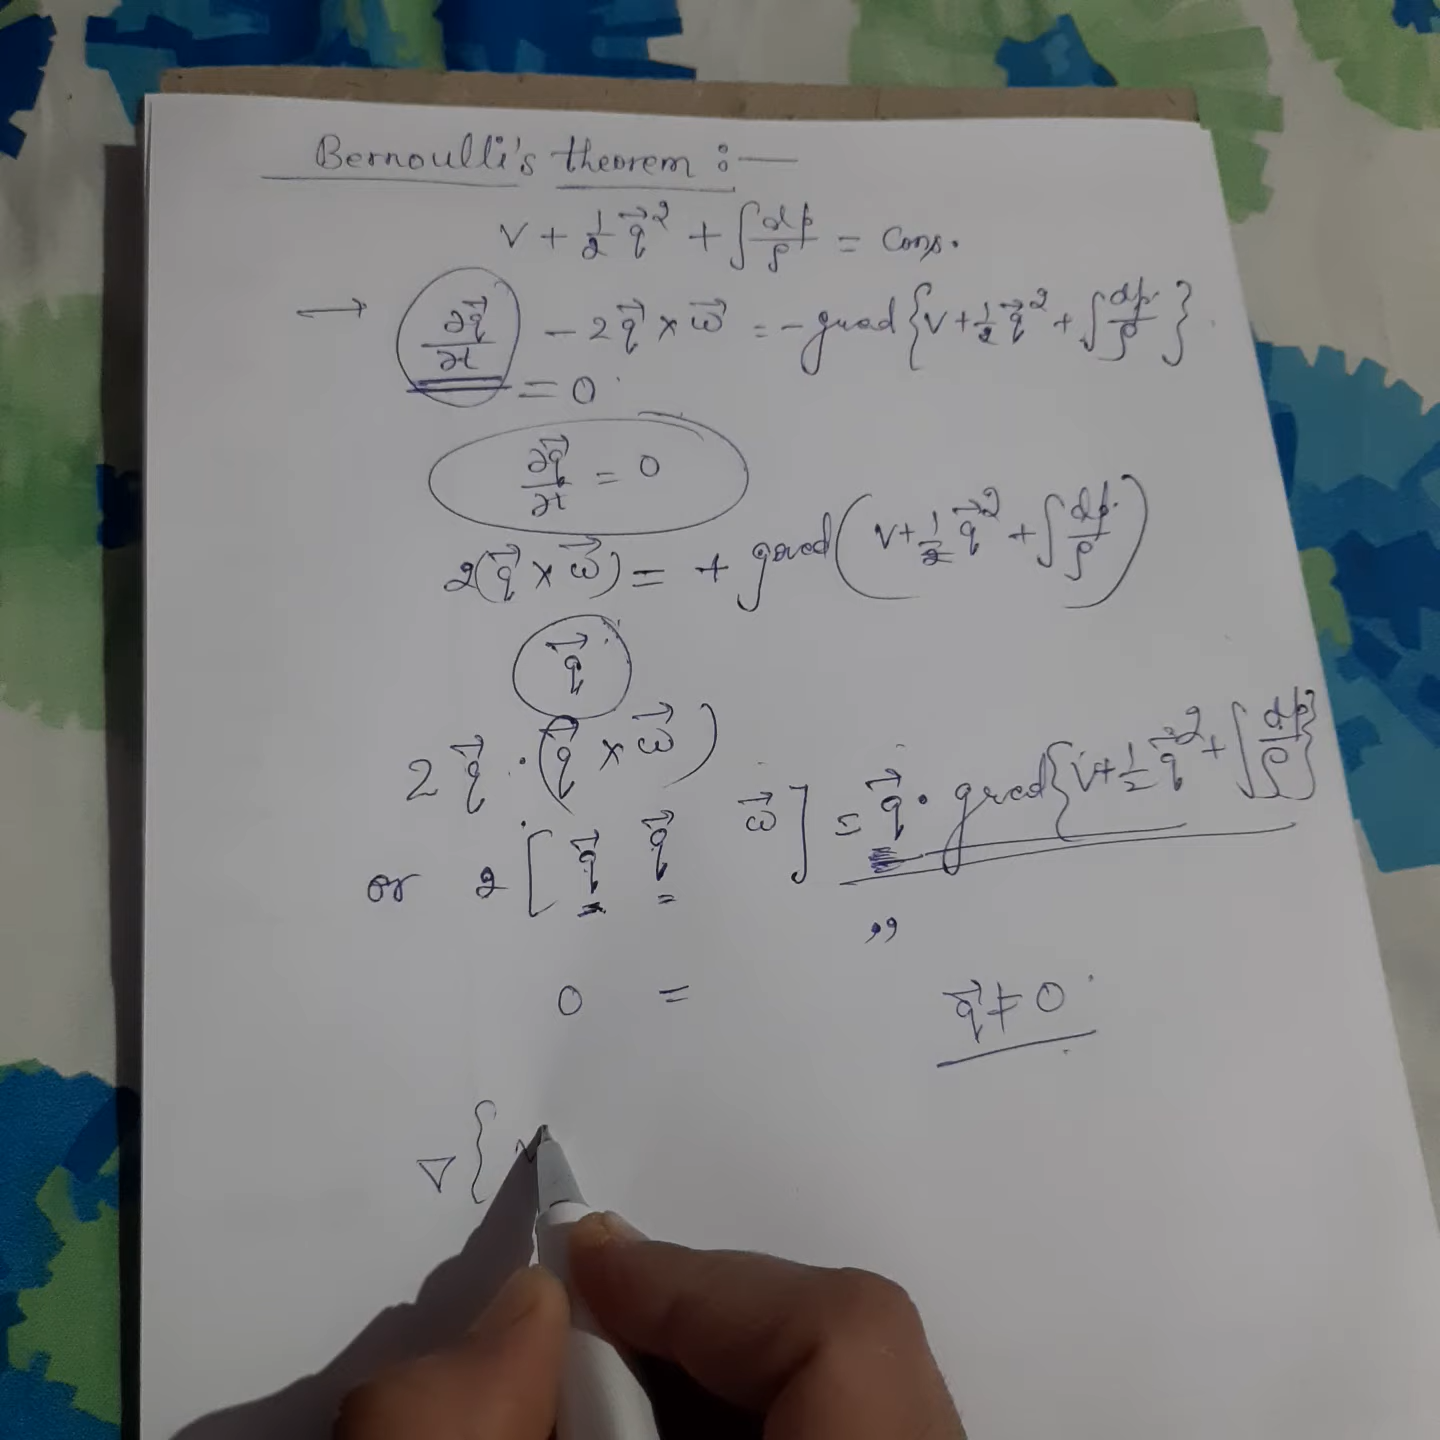 Bernoulli's theorem :—
V + 1/2 q⃗² + ∫dp/ρ = Cons.
→ ∂q⃗/∂t - 2q⃗ × ω⃗ = - grad{V + 1/2 q⃗² + ∫dp/ρ}
= 0
∂q⃗/∂t = 0
2(q⃗ × ω⃗) = + grad(V + 1/2 q⃗² + ∫dp/ρ)
q⃗
2 q⃗ · (q⃗ × ω⃗)
or 2[q⃗ q⃗ ω⃗] = q⃗ · grad{V + 1/2 q⃗² + ∫dp/ρ}
0 = ,,
q⃗ ≠ 0
∇{V